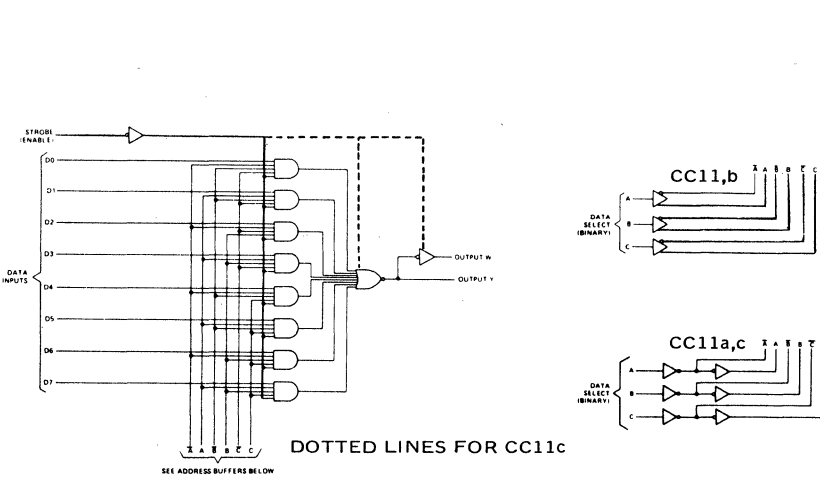 STROBE
(ENABLE)
D0
D1
D2
D3
D4
D5
D6
D7
DATA
INPUTS
OUTPUT W
OUTPUT Y
A̅ A B̅ B C̅ C
SEE ADDRESS BUFFERS BELOW
DOTTED LINES FOR CC11c
CC11,b
A̅ A B̅ B C̅ C
A
B
C
DATA
SELECT
(BINARY)
CC11a,c
A̅ A B̅ B C̅
A
B
C
DATA
SELECT
(BINARY)